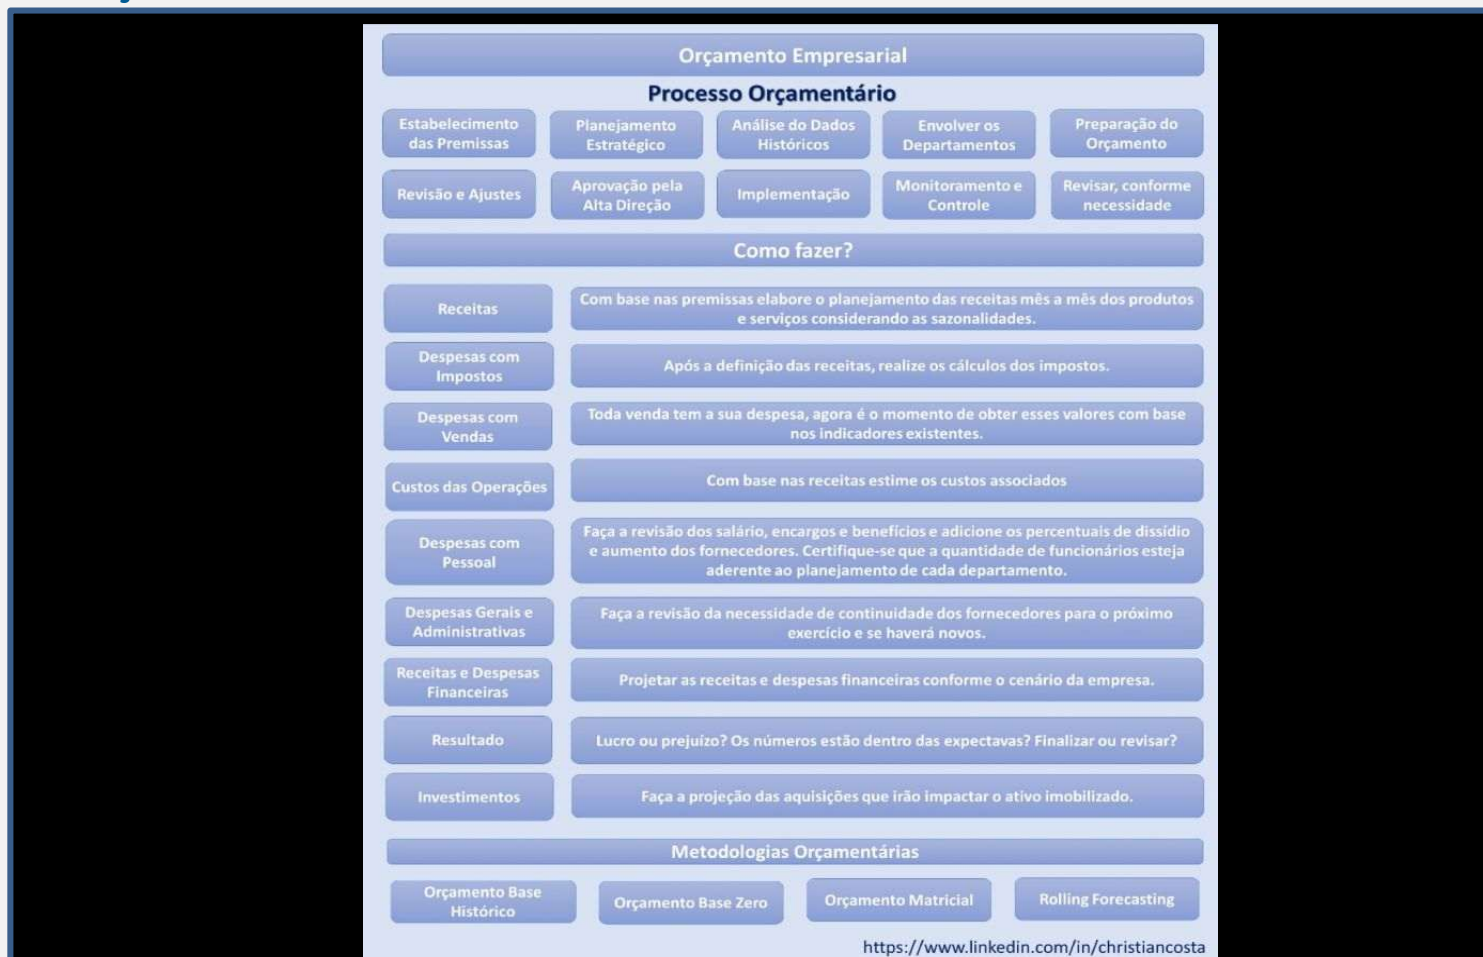 Orçamento Empresarial
Processo Orçamentário
Estabelecimento
das Premissas
Planejamento
Estratégico
Análise do Dados
Históricos
Envolver os
Departamentos
Preparação do
Orçamento
Revisão e Ajustes
Aprovação pela
Alta Direção
Implementação
Monitoramento e
Controle
Revisar, conforme
necessidade
Como fazer?
Receitas
Com base nas premissas elabore o planejamento das receitas mês a mês dos produtos
e serviços considerando as sazonalidades.
Despesas com
Impostos
Após a definição das receitas, realize os cálculos dos impostos.
Despesas com
Vendas
Toda venda tem a sua despesa, agora é o momento de obter esses valores com base
nos indicadores existentes.
Custos das Operações
Com base nas receitas estime os custos associados
Despesas com
Pessoal
Faça a revisão dos salário, encargos e benefícios e adicione os percentuais de dissídio
e aumento dos fornecedores. Certifique-se que a quantidade de funcionários esteja
aderente ao planejamento de cada departamento.
Despesas Gerais e
Administrativas
Faça a revisão da necessidade de continuidade dos fornecedores para o próximo
exercício e se haverá novos.
Receitas e Despesas
Financeiras
Projetar as receitas e despesas financeiras conforme o cenário da empresa.
Resultado
Lucro ou prejuízo? Os números estão dentro das expectavas? Finalizar ou revisar?
Investimentos
Faça a projeção das aquisições que irão impactar o ativo imobilizado.
Metodologias Orçamentárias
Orçamento Base
Histórico
Orçamento Base Zero
Orçamento Matricial
Rolling Forecasting
https://www.linkedin.com/in/christiancosta